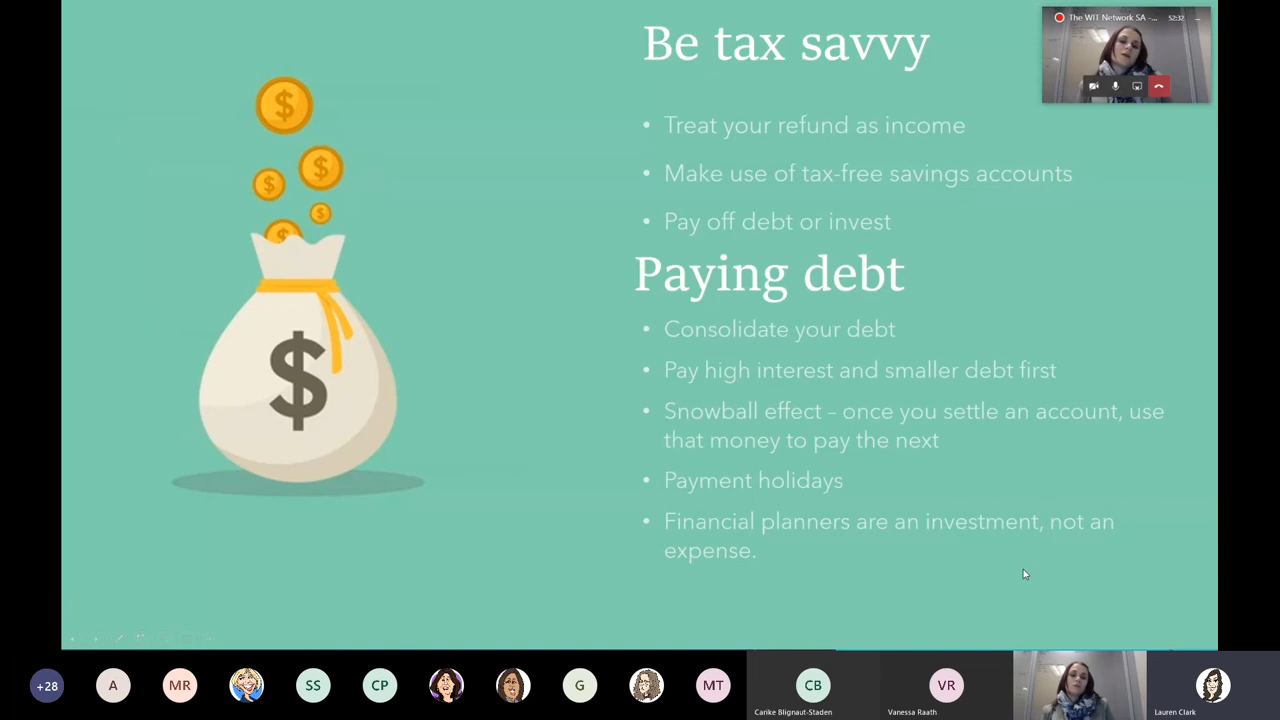 Be tax savvy
The WIT Network SA -...
52:32
...
• Treat your refund as income
• Make use of tax-free savings accounts
• Pay off debt or invest
Paying debt
• Consolidate your debt
• Pay high interest and smaller debt first
• Snowball effect – once you settle an account, use
that money to pay the next
• Payment holidays
• Financial planners are an investment, not an
expense.
$
$
$
$
$
$
+28
A
MR
SS
CP
G
MT
CB
Carike Blignaut-Staden
VR
Vanessa Raath
Lauren Clark